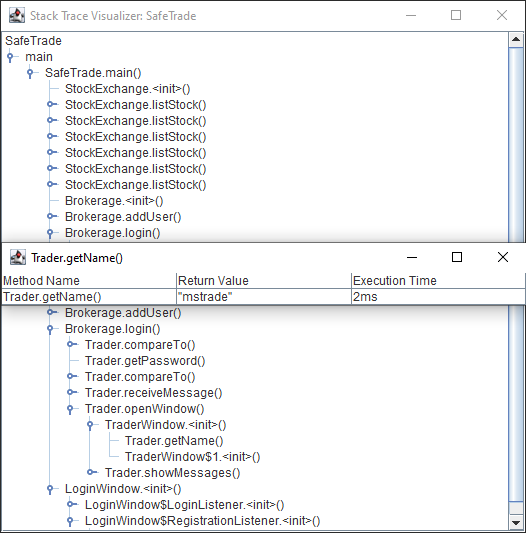 Stack Trace Visualizer: SafeTrade
SafeTrade
main
SafeTrade.main()
StockExchange.<init>()
StockExchange.listStock()
StockExchange.listStock()
StockExchange.listStock()
StockExchange.listStock()
StockExchange.listStock()
StockExchange.listStock()
Brokerage.<init>()
Brokerage.addUser()
Brokerage.login()
Trader.getName()
Method Name Return Value Execution Time
Trader.getName() "mstrade" 2ms
Brokerage.addUser()
Brokerage.login()
Trader.compareTo()
Trader.getPassword()
Trader.compareTo()
Trader.receiveMessage()
Trader.openWindow()
TraderWindow.<init>()
Trader.getName()
TraderWindow$1.<init>()
Trader.showMessages()
LoginWindow.<init>()
LoginWindow$LoginListener.<init>()
LoginWindow$RegistrationListener.<init>()